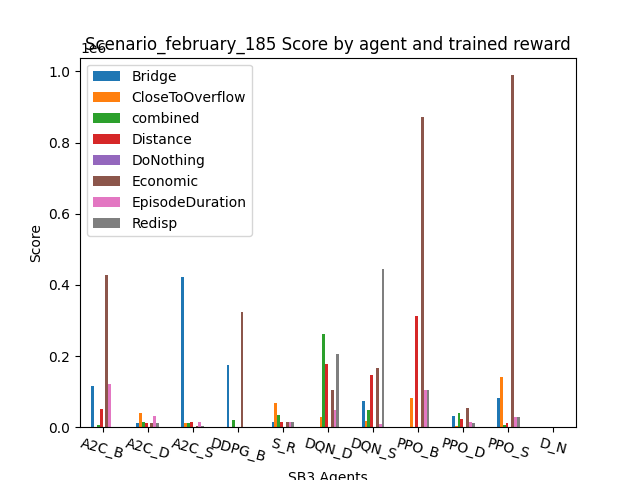 Scenario_february_185 Score by agent and trained reward
1e6
1.0
0.8
0.6
0.4
0.2
0.0
Score
Bridge
CloseToOverflow
combined
Distance
DoNothing
Economic
EpisodeDuration
Redisp
A2C_B
A2C_D
A2C_S
DDPG_B
S_R
DQN_D
DQN_S
PPO_B
PPO_D
PPO_S
D_N
SB3 Agents